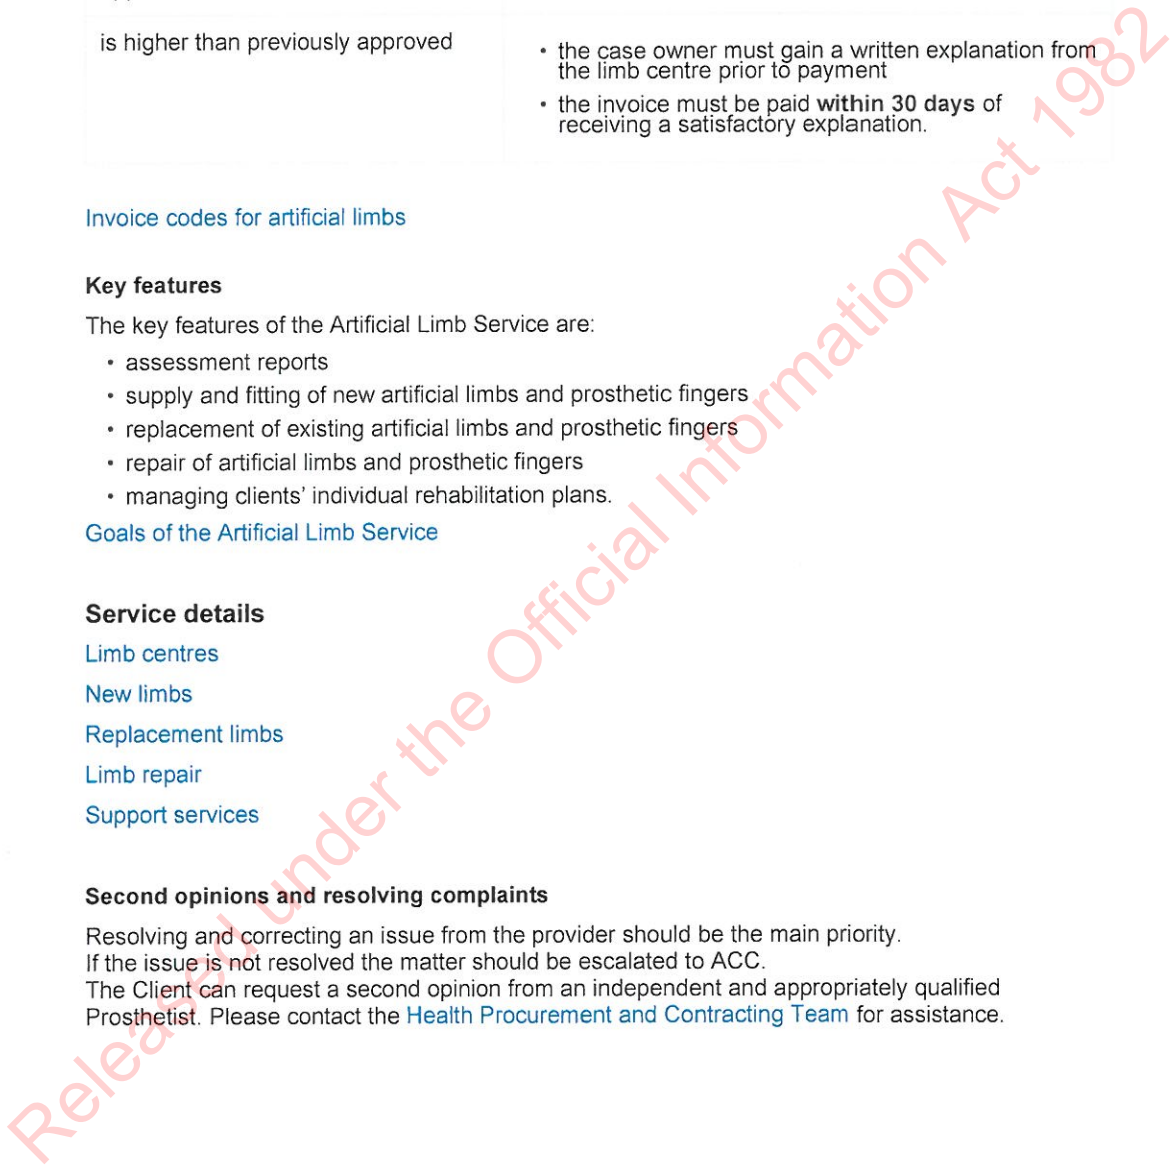 is higher than previously approved
• the case owner must gain a written explanation from
the limb centre prior to payment
• the invoice must be paid within 30 days of
receiving a satisfactory explanation.
Invoice codes for artificial limbs
Key features
The key features of the Artificial Limb Service are:
• assessment reports
• supply and fitting of new artificial limbs and prosthetic fingers
• replacement of existing artificial limbs and prosthetic fingers
• repair of artificial limbs and prosthetic fingers
• managing clients' individual rehabilitation plans.
Goals of the Artificial Limb Service
Service details
Limb centres
New limbs
Replacement limbs
Limb repair
Support services
Second opinions and resolving complaints
Resolving and correcting an issue from the provider should be the main priority.
If the issue is not resolved the matter should be escalated to ACC.
The Client can request a second opinion from an independent and appropriately qualified
Prosthetist. Please contact the Health Procurement and Contracting Team for assistance.
Released under the Official Information Act 1982